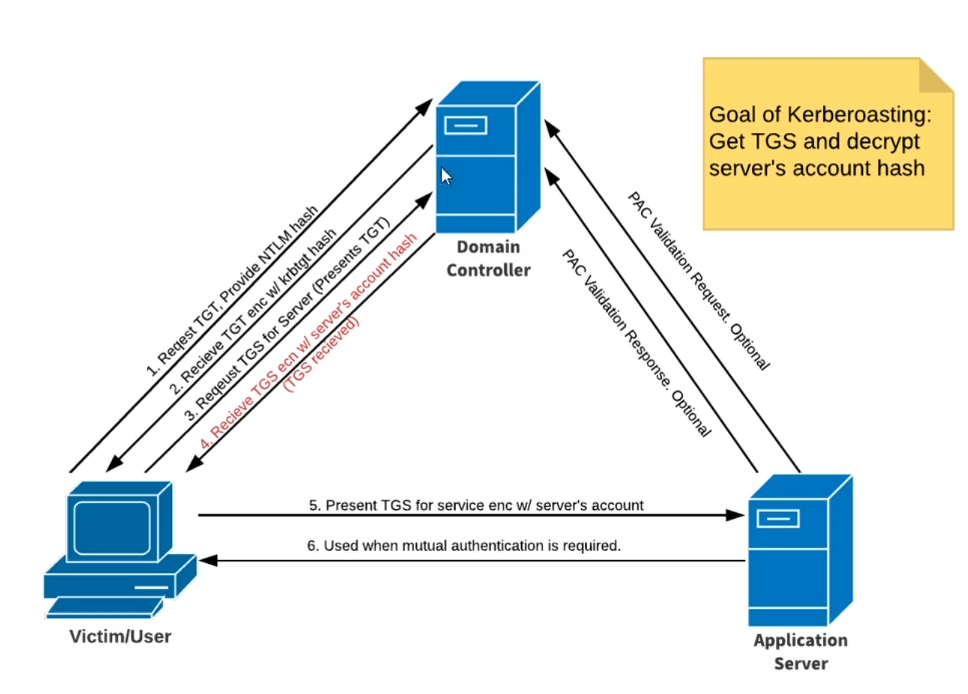 Goal of Kerberoasting:
Get TGS and decrypt
server's account hash
Domain
Controller
1. Reqest TGT, Provide NTLM hash
2. Recieve TGT enc w/ krbtgt hash
3. Reqeust TGS for Server (Presents TGT)
4. Recieve TGS ecn w/ server's account hash
(TGS recieved)
PAC Validation Request. Optional
PAC Validation Response. Optional
5. Present TGS for service enc w/ server's account
6. Used when mutual authentication is required.
Victim/User
Application
Server